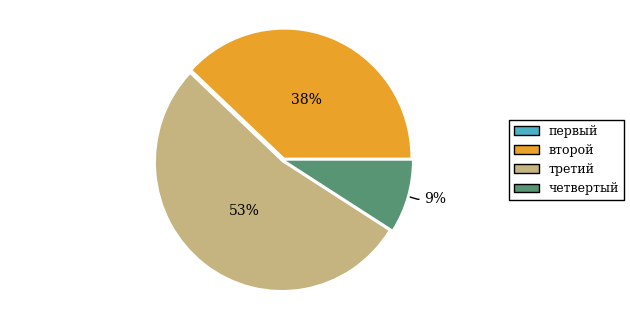 38%
53%
9%
первый
второй
третий
четвертый